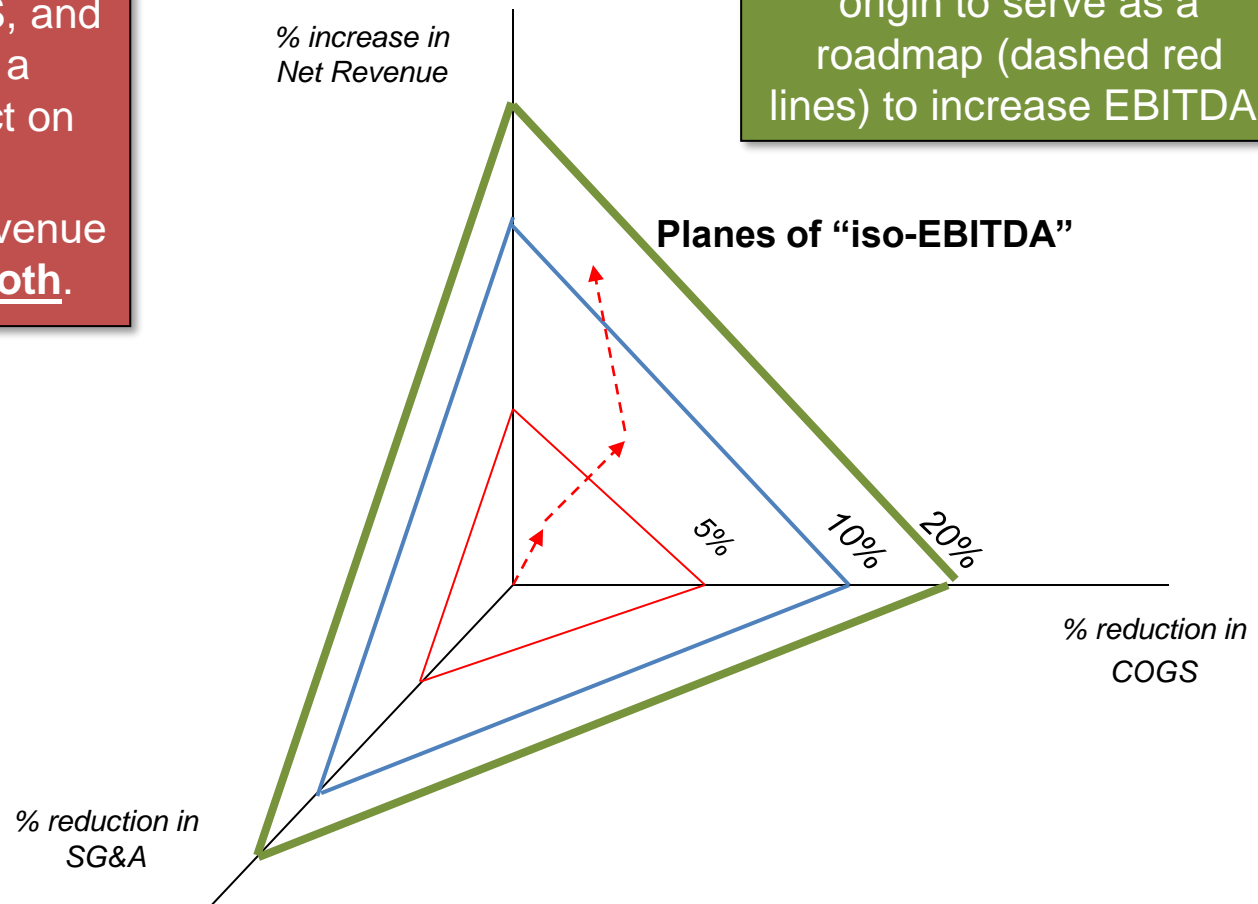 S, and
a
ct on
venue
oth.
% increase in
Net Revenue
origin to serve as a
roadmap (dashed red
lines) to increase EBITDA
Planes of “iso-EBITDA”
5%
10%
20%
% reduction in
COGS
% reduction in
SG&A